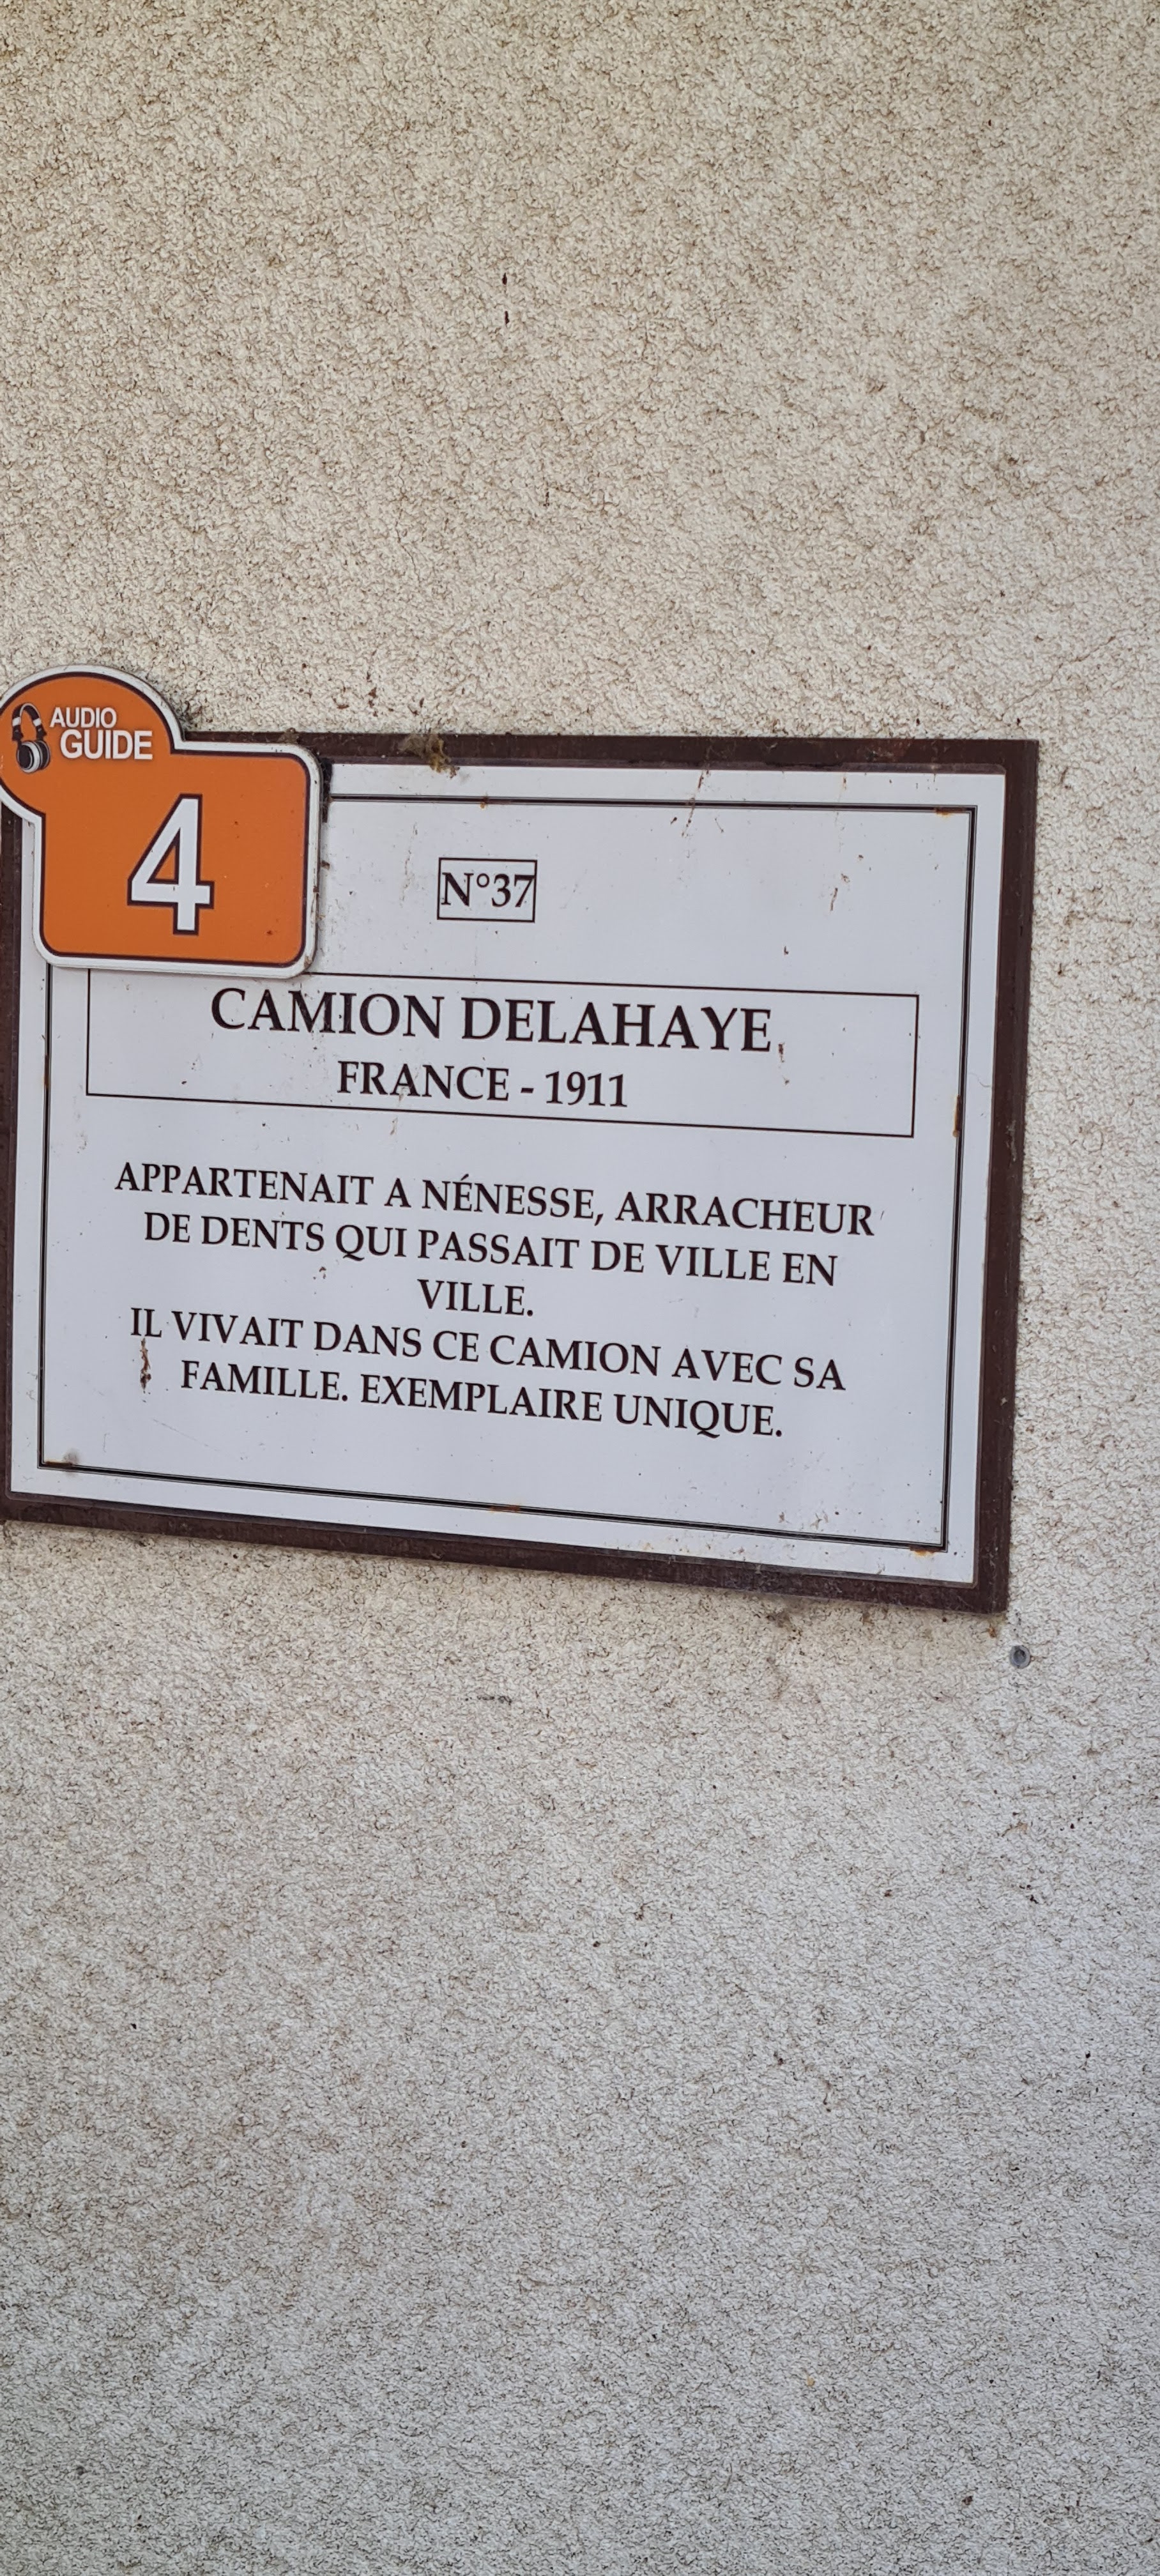 AUDIO
GUIDE
4
N°37
CAMION DELAHAYE
FRANCE - 1911
APPARTENAIT A NÉNESSE, ARRACHEUR
DE DENTS QUI PASSAIT DE VILLE EN
VILLE.
IL VIVAIT DANS CE CAMION AVEC SA
FAMILLE. EXEMPLAIRE UNIQUE.